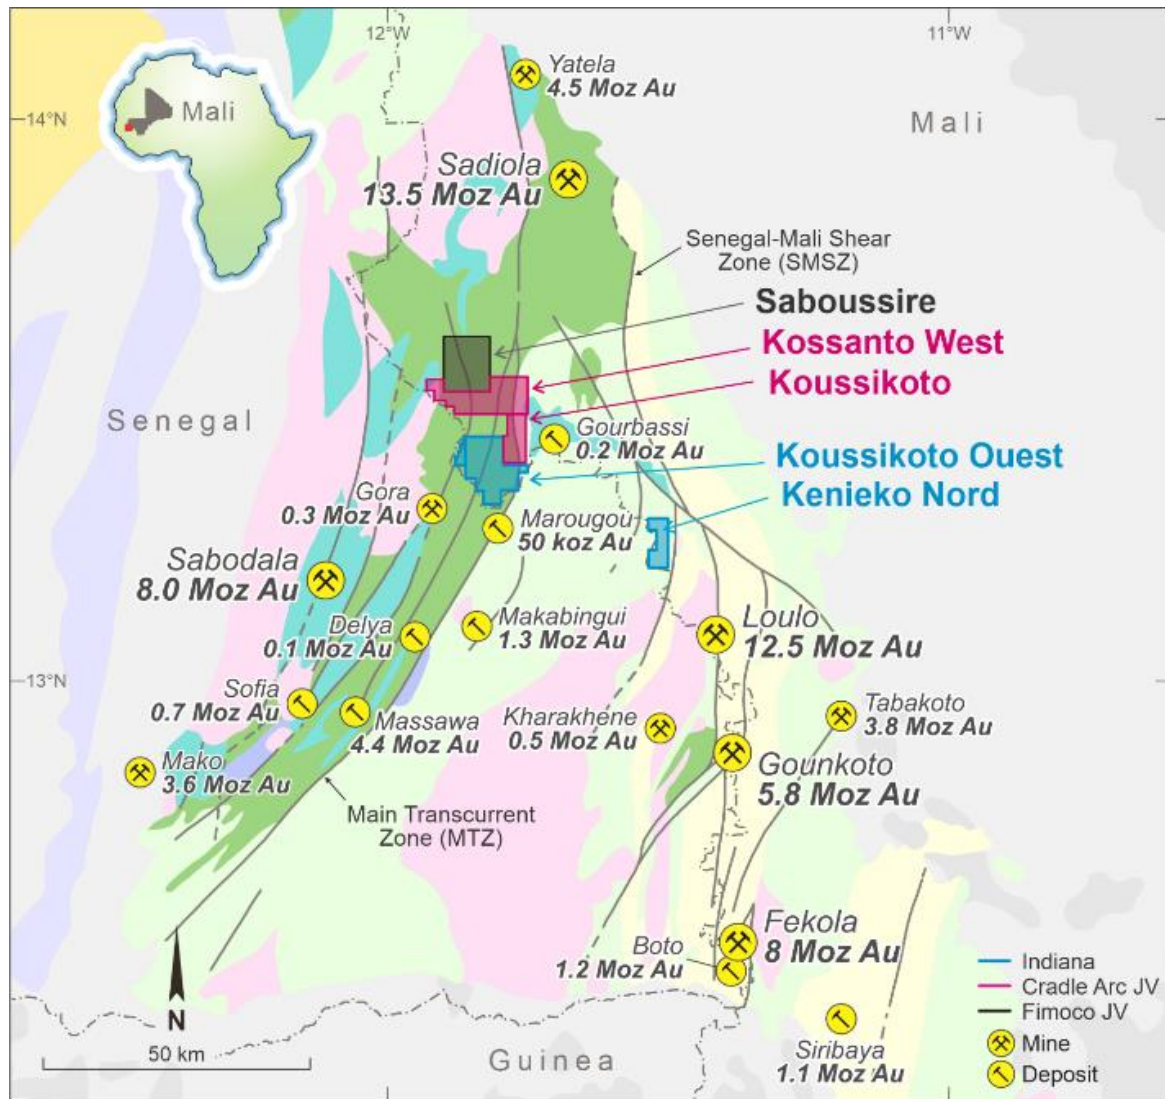 12°W
11°W
14°N
13°N
Mali
Mali
Yatela
4.5 Moz Au
Sadiola
13.5 Moz Au
Senegal-Mali Shear
Zone (SMSZ)
Saboussire
Kossanto West
Koussikoto
Senegal
Gourbassi
0.2 Moz Au
Koussikoto Ouest
Kenieko Nord
Gora
0.3 Moz Au
Marougou
50 koz Au
Sabodala
8.0 Moz Au
Delya
0.1 Moz Au
Makabingui
1.3 Moz Au
Loulo
12.5 Moz Au
Sofia
0.7 Moz Au
Massawa
4.4 Moz Au
Kharakhene
0.5 Moz Au
Tabakoto
3.8 Moz Au
Mako
3.6 Moz Au
Gounkoto
5.8 Moz Au
Main Transcurrent
Zone (MTZ)
Fekola
8 Moz Au
Boto
1.2 Moz Au
Siribaya
1.1 Moz Au
N
50 km
Guinea
Indiana
Cradle Arc JV
Fimoco JV
Mine
Deposit